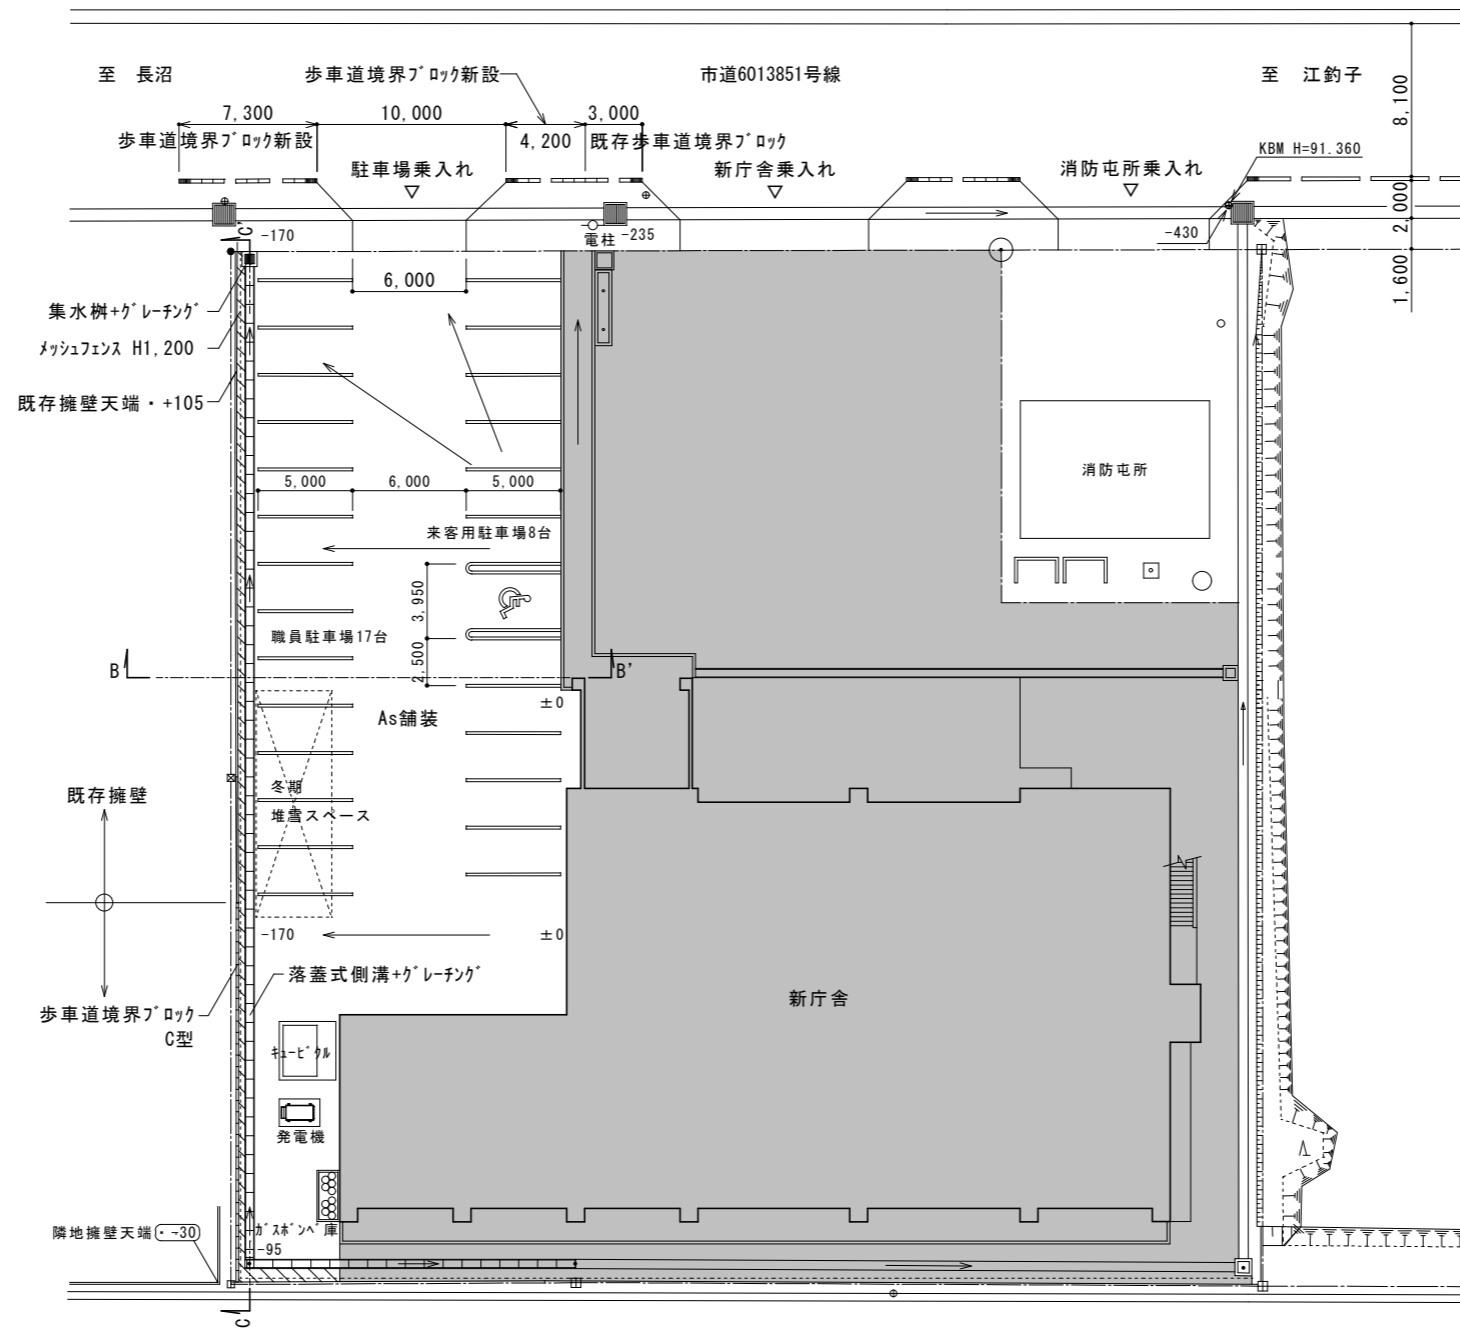 至 長沼
歩車道境界ﾌﾞﾛｯｸ新設
市道6013851号線
至 江釣子
7,300
10,000
3,000
8,100
歩車道境界ﾌﾞﾛｯｸ新設
4,200
既存歩車道境界ﾌﾞﾛｯｸ
KBM H=91.360
駐車場乗入れ
新庁舎乗入れ
消防屯所乗入れ
2,000
C'
-170
電柱
-235
-430
1,600
6,000
集水桝+ｸﾞﾚｰﾁﾝｸﾞ
ﾒｯｼｭﾌｪﾝｽ H1,200
既存擁壁天端・+105
消防屯所
5,000
6,000
5,000
来客用駐車場8台
3,950
職員駐車場17台
2,500
B
B'
±0
As舗装
冬期
堆雪スペース
既存擁壁
-170
±0
落蓋式側溝+ｸﾞﾚｰﾁﾝｸﾞ
新庁舎
歩車道境界ﾌﾞﾛｯｸ
C型
ｷｭｰﾋﾞｸﾙ
発電機
隣地擁壁天端・-30
ｶﾞｽﾎﾞﾝﾍﾞ庫
-95
C